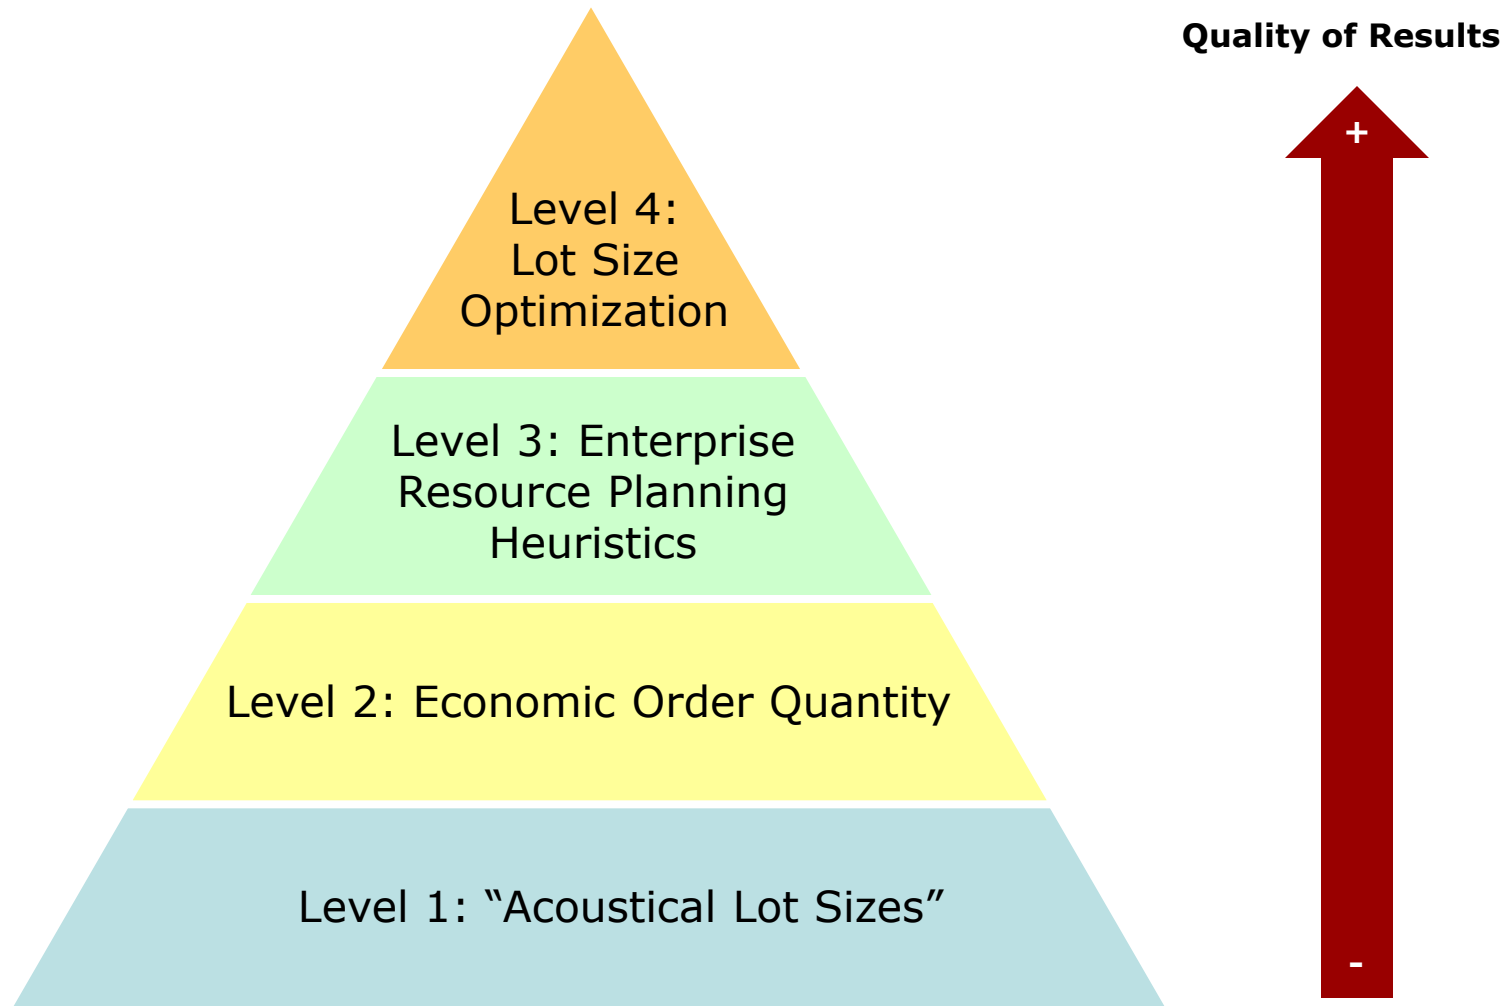 Quality of Results
+
Level 4:
Lot Size
Optimization
Level 3: Enterprise
Resource Planning
Heuristics
Level 2: Economic Order Quantity
Level 1: “Acoustical Lot Sizes”
-